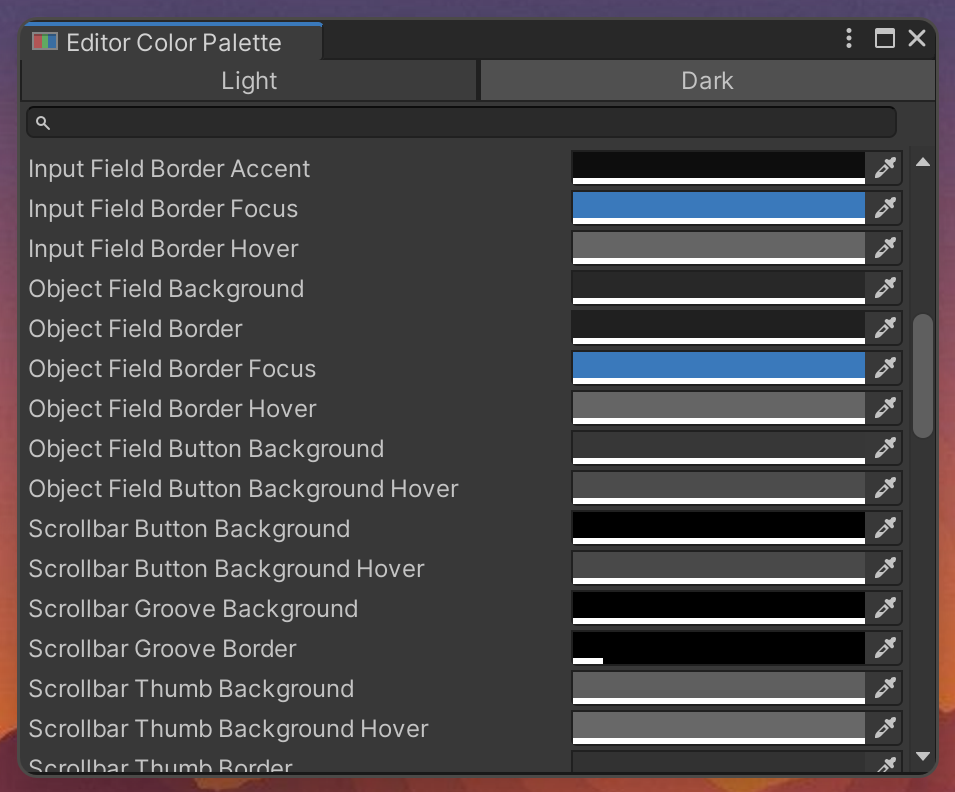 Editor Color Palette
Light
Dark
Input Field Border Accent
Input Field Border Focus
Input Field Border Hover
Object Field Background
Object Field Border
Object Field Border Focus
Object Field Border Hover
Object Field Button Background
Object Field Button Background Hover
Scrollbar Button Background
Scrollbar Button Background Hover
Scrollbar Groove Background
Scrollbar Groove Border
Scrollbar Thumb Background
Scrollbar Thumb Background Hover
Scrollbar Thumb Border